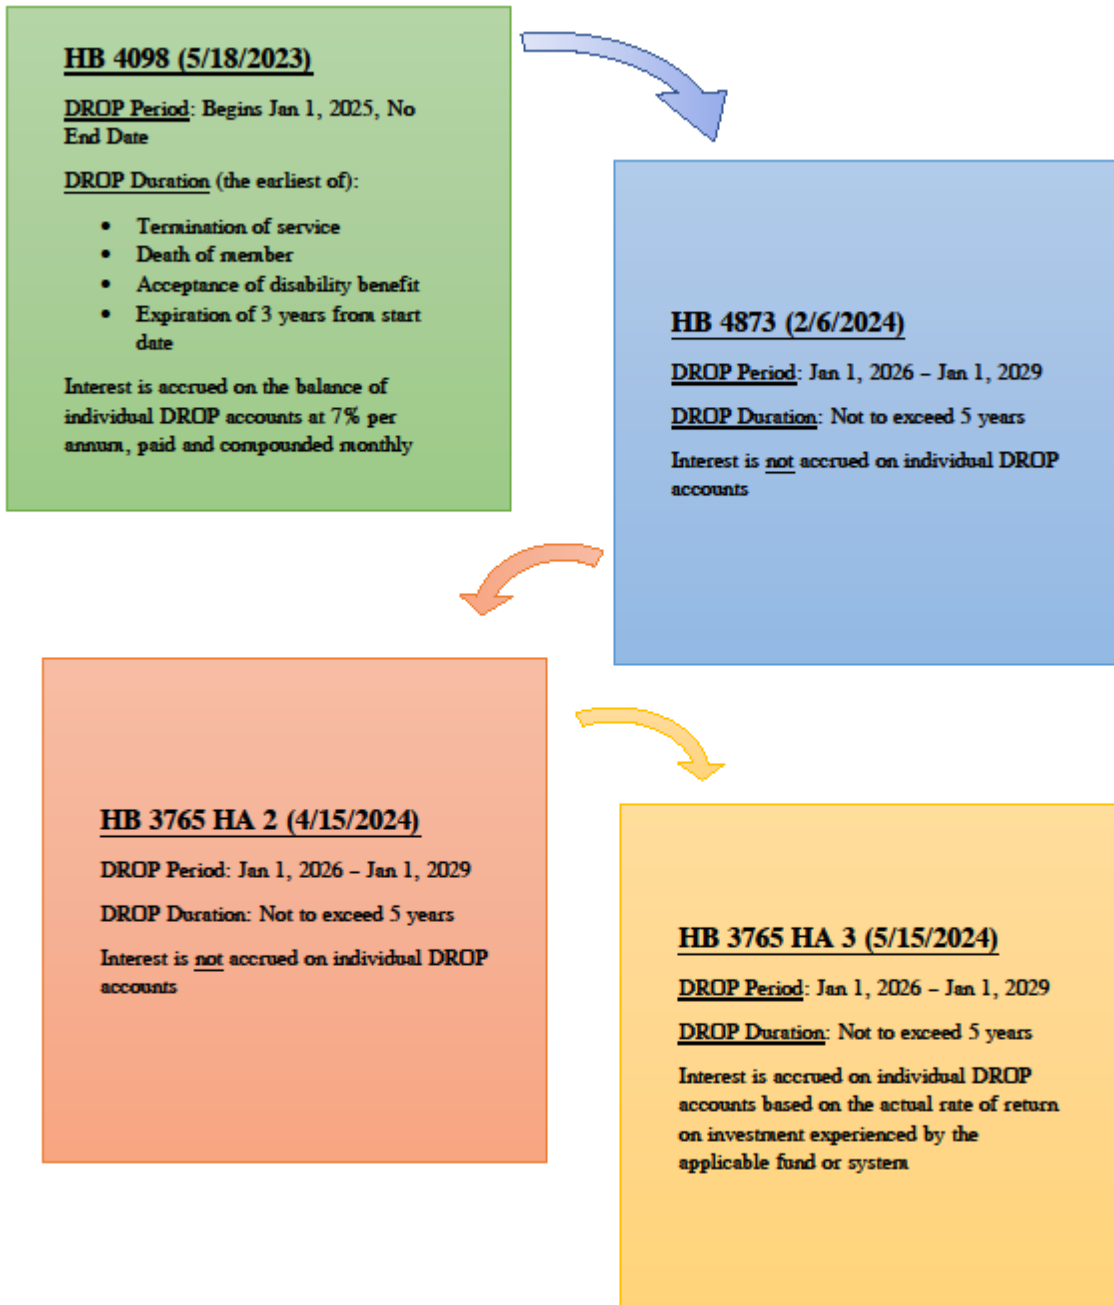 HB 4098 (5/18/2023)
DROP Period: Begins Jan 1, 2025, No
End Date
DROP Duration (the earliest of):
• Termination of service
• Death of member
• Acceptance of disability benefit
• Expiration of 3 years from start
date
Interest is accrued on the balance of
individual DROP accounts at 7% per
annum, paid and compounded monthly
HB 4873 (2/6/2024)
DROP Period: Jan 1, 2026 – Jan 1, 2029
DROP Duration: Not to exceed 5 years
Interest is not accrued on individual DROP
accounts
HB 3765 HA 2 (4/15/2024)
DROP Period: Jan 1, 2026 – Jan 1, 2029
DROP Duration: Not to exceed 5 years
Interest is not accrued on individual DROP
accounts
HB 3765 HA 3 (5/15/2024)
DROP Period: Jan 1, 2026 – Jan 1, 2029
DROP Duration: Not to exceed 5 years
Interest is accrued on individual DROP
accounts based on the actual rate of return
on investment experienced by the
applicable fund or system